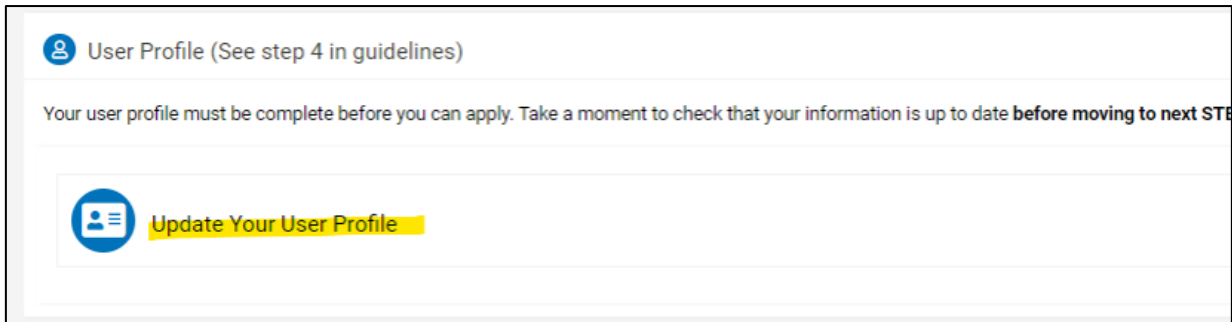 User Profile (See step 4 in guidelines)
Your user profile must be complete before you can apply. Take a moment to check that your information is up to date before moving to next STE
Update Your User Profile